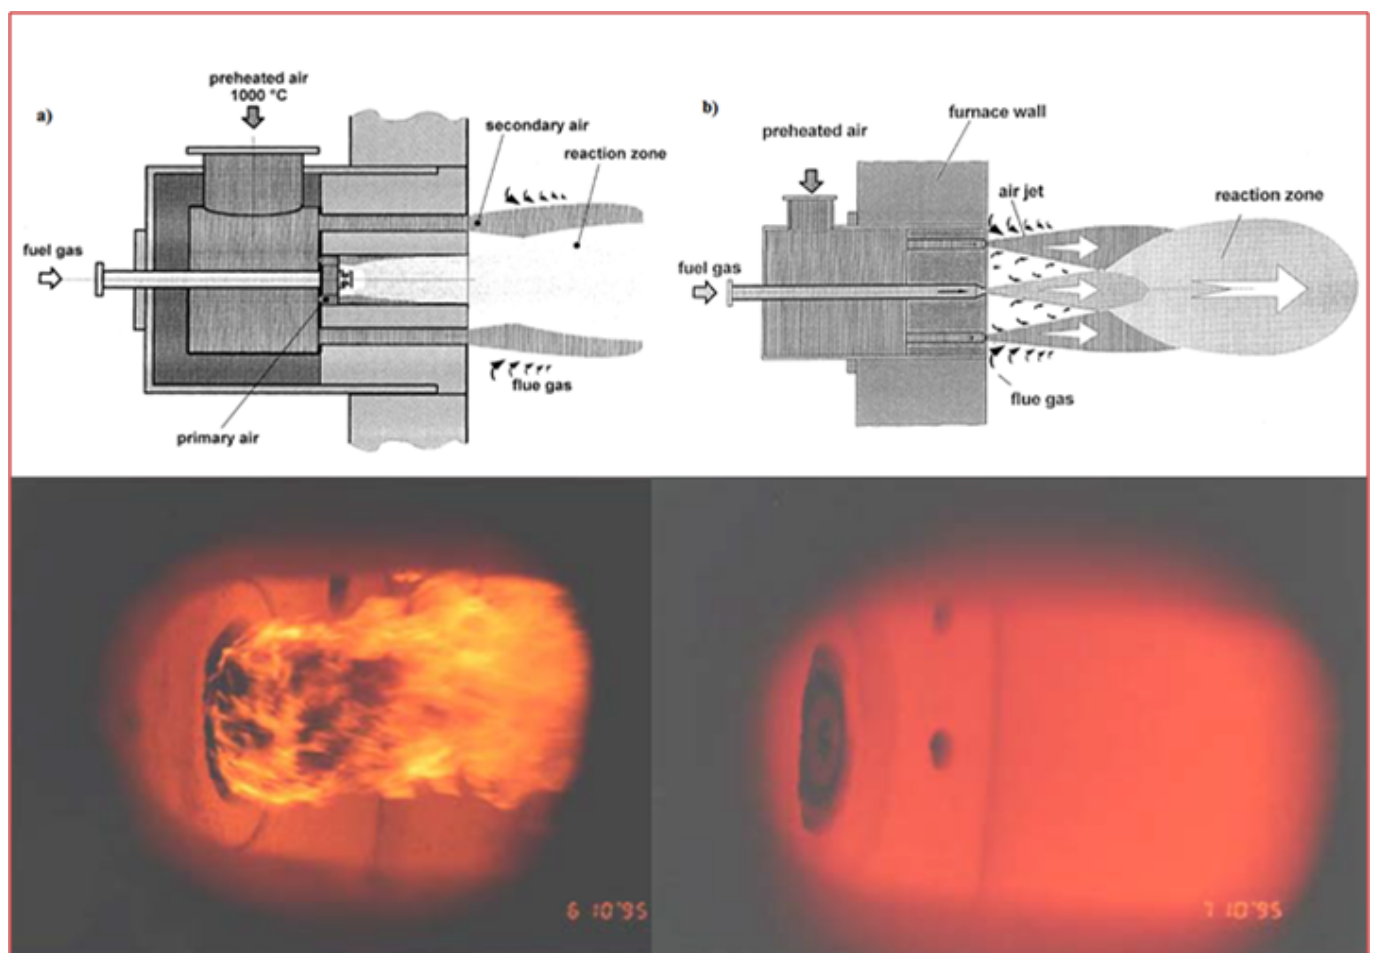 a)
preheated air
1000 °C
secondary air
reaction zone
fuel gas
primary air
flue gas
b)
preheated air
furnace wall
air jet
reaction zone
fuel gas
flue gas
6 10'95
7 10'95